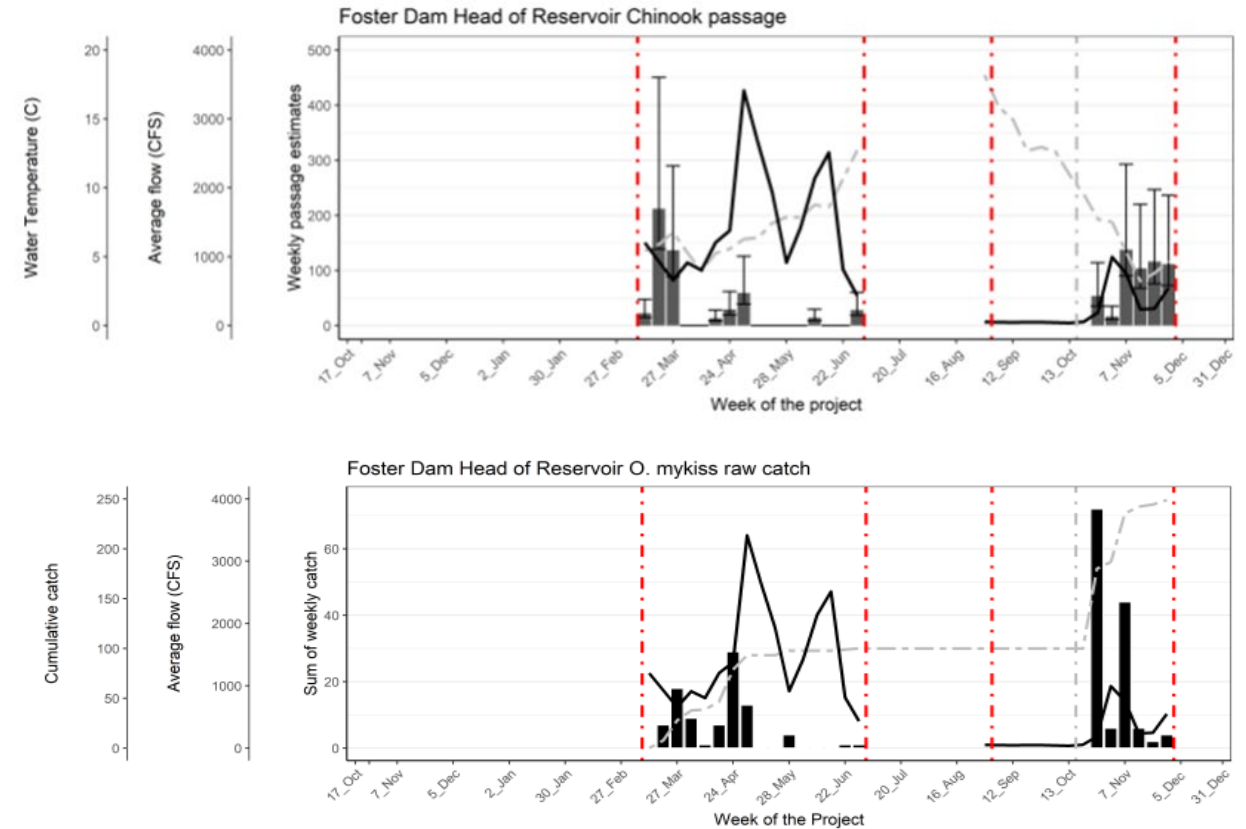 Foster Dam Head of Reservoir Chinook passage
Water Temperature (C)
20
15
10
5
0
Average flow (CFS)
4000
3000
2000
1000
0
Weekly passage estimates
500
400
300
200
100
0
17_Oct
7_Nov
5_Dec
2_Jan
30_Jan
27_Feb
27_Mar
24_Apr
28_May
22_Jun
20_Jul
16_Aug
12_Sep
13_Oct
7_Nov
5_Dec
31_Dec
Week of the project
Foster Dam Head of Reservoir O. mykiss raw catch
Cumulative catch
250
200
150
100
50
0
Average flow (CFS)
4000
3000
2000
1000
0
Sum of weekly catch
60
40
20
0
17_Oct
7_Nov
5_Dec
2_Jan
30_Jan
27_Feb
27_Mar
24_Apr
28_May
22_Jun
20_Jul
16_Aug
12_Sep
13_Oct
7_Nov
5_Dec
31_Dec
Week of the Project